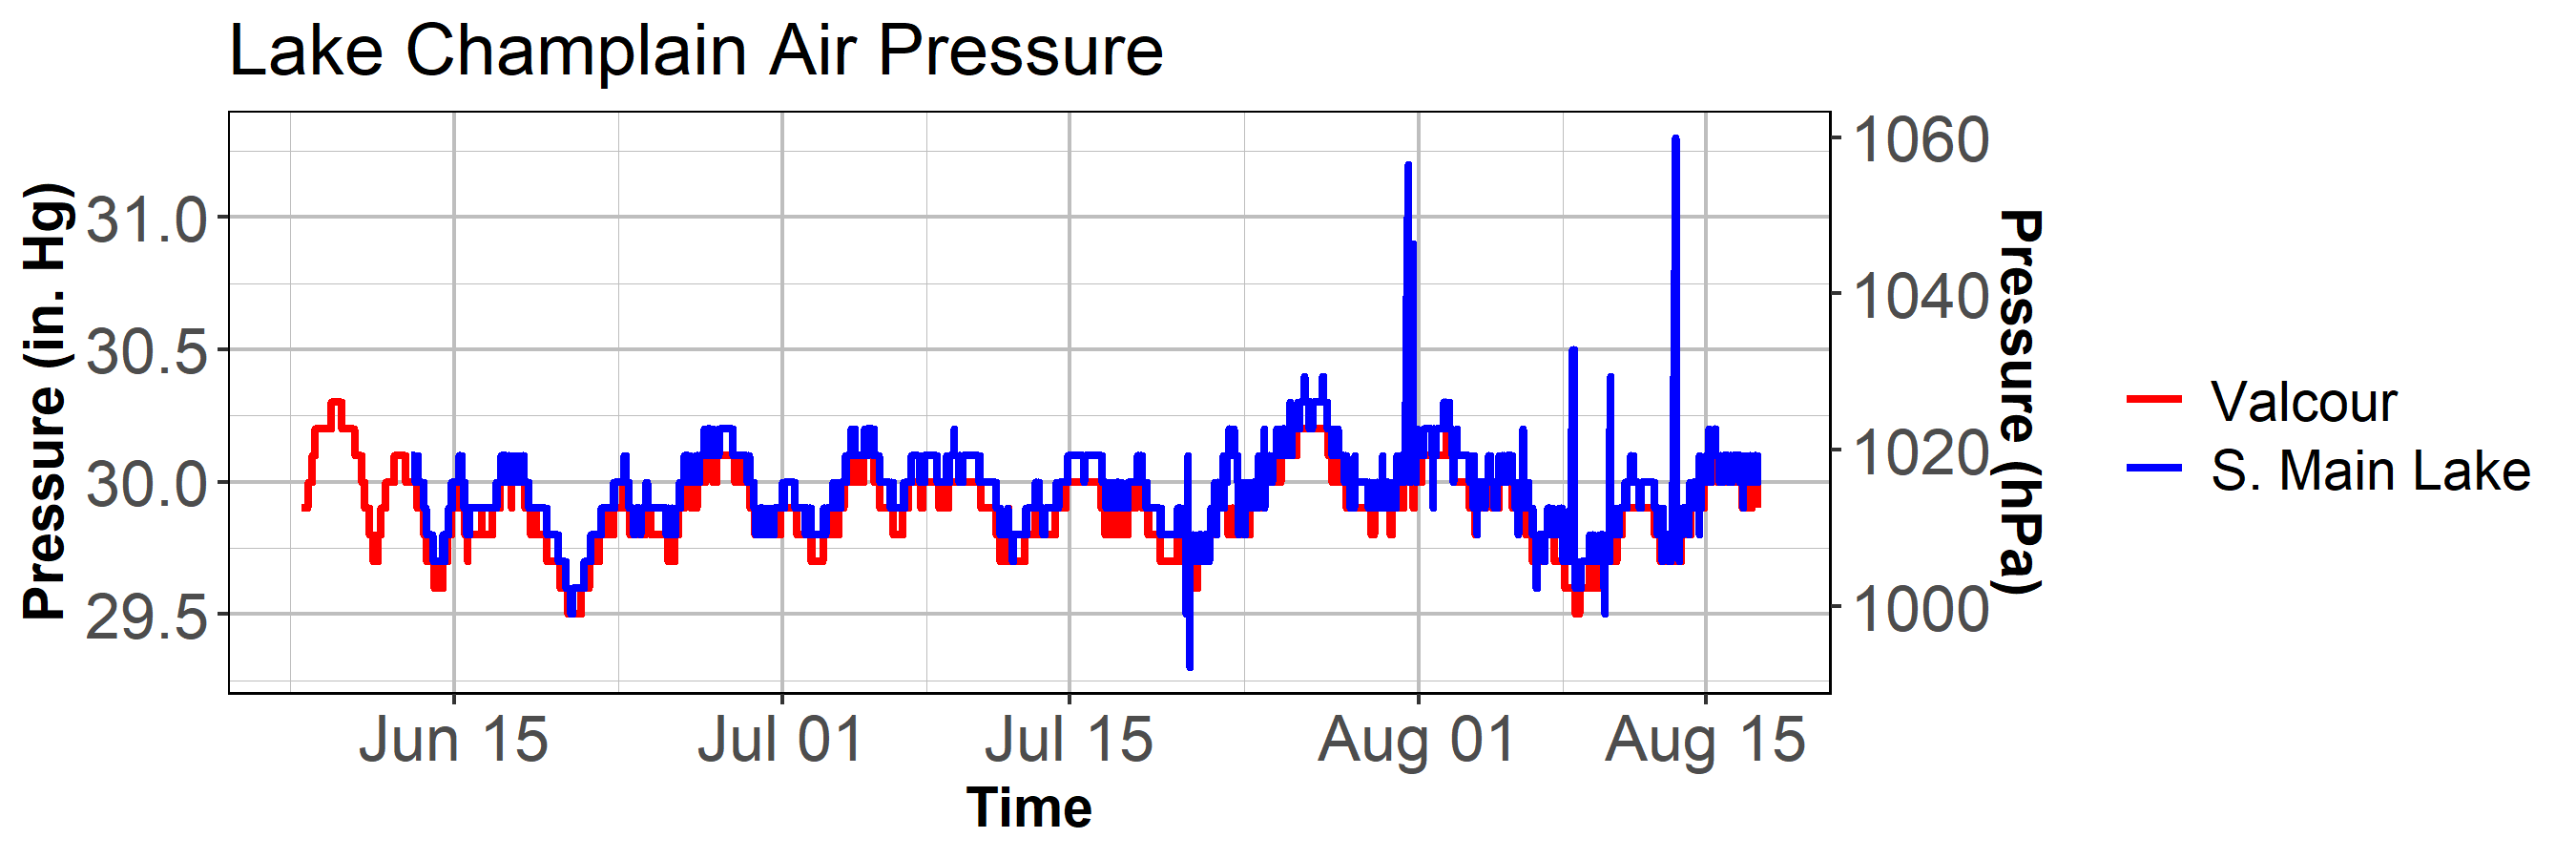 Lake Champlain Air Pressure
Pressure (in. Hg)
31.0
30.5
30.0
29.5
1060
1040
1020
1000
Pressure (hPa)
Jun 15
Jul 01
Jul 15
Aug 01
Aug 15
Time
Valcour
S. Main Lake